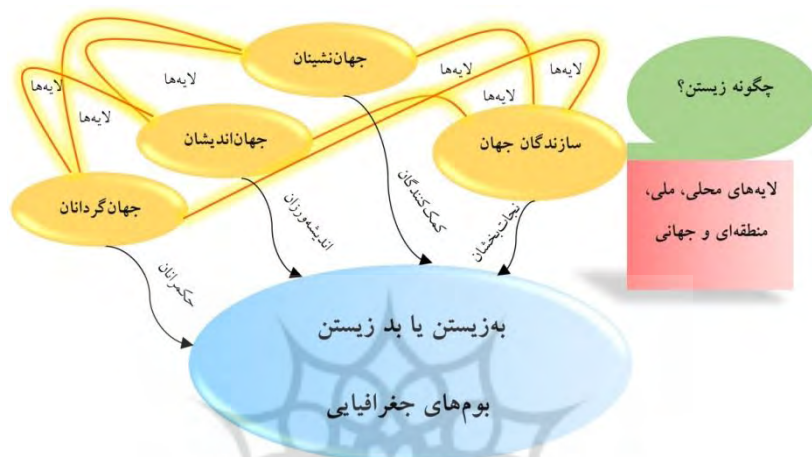 جهان‌نشینان
لایه‌ها
لایه‌ها
لایه‌ها
چگونه زیستن؟
لایه‌ها
لایه‌ها
لایه‌ها
جهان‌اندیشان
سازندگان جهان
جهان‌گردانان
لایه‌های محلی، ملی،
منطقه‌ای و جهانی
کمک‌کنندگان
اندیشه‌ورزان
نجات‌بخشان
حکمرانان
به‌زیستن یا بد زیستن
بوم‌های جغرافیایی